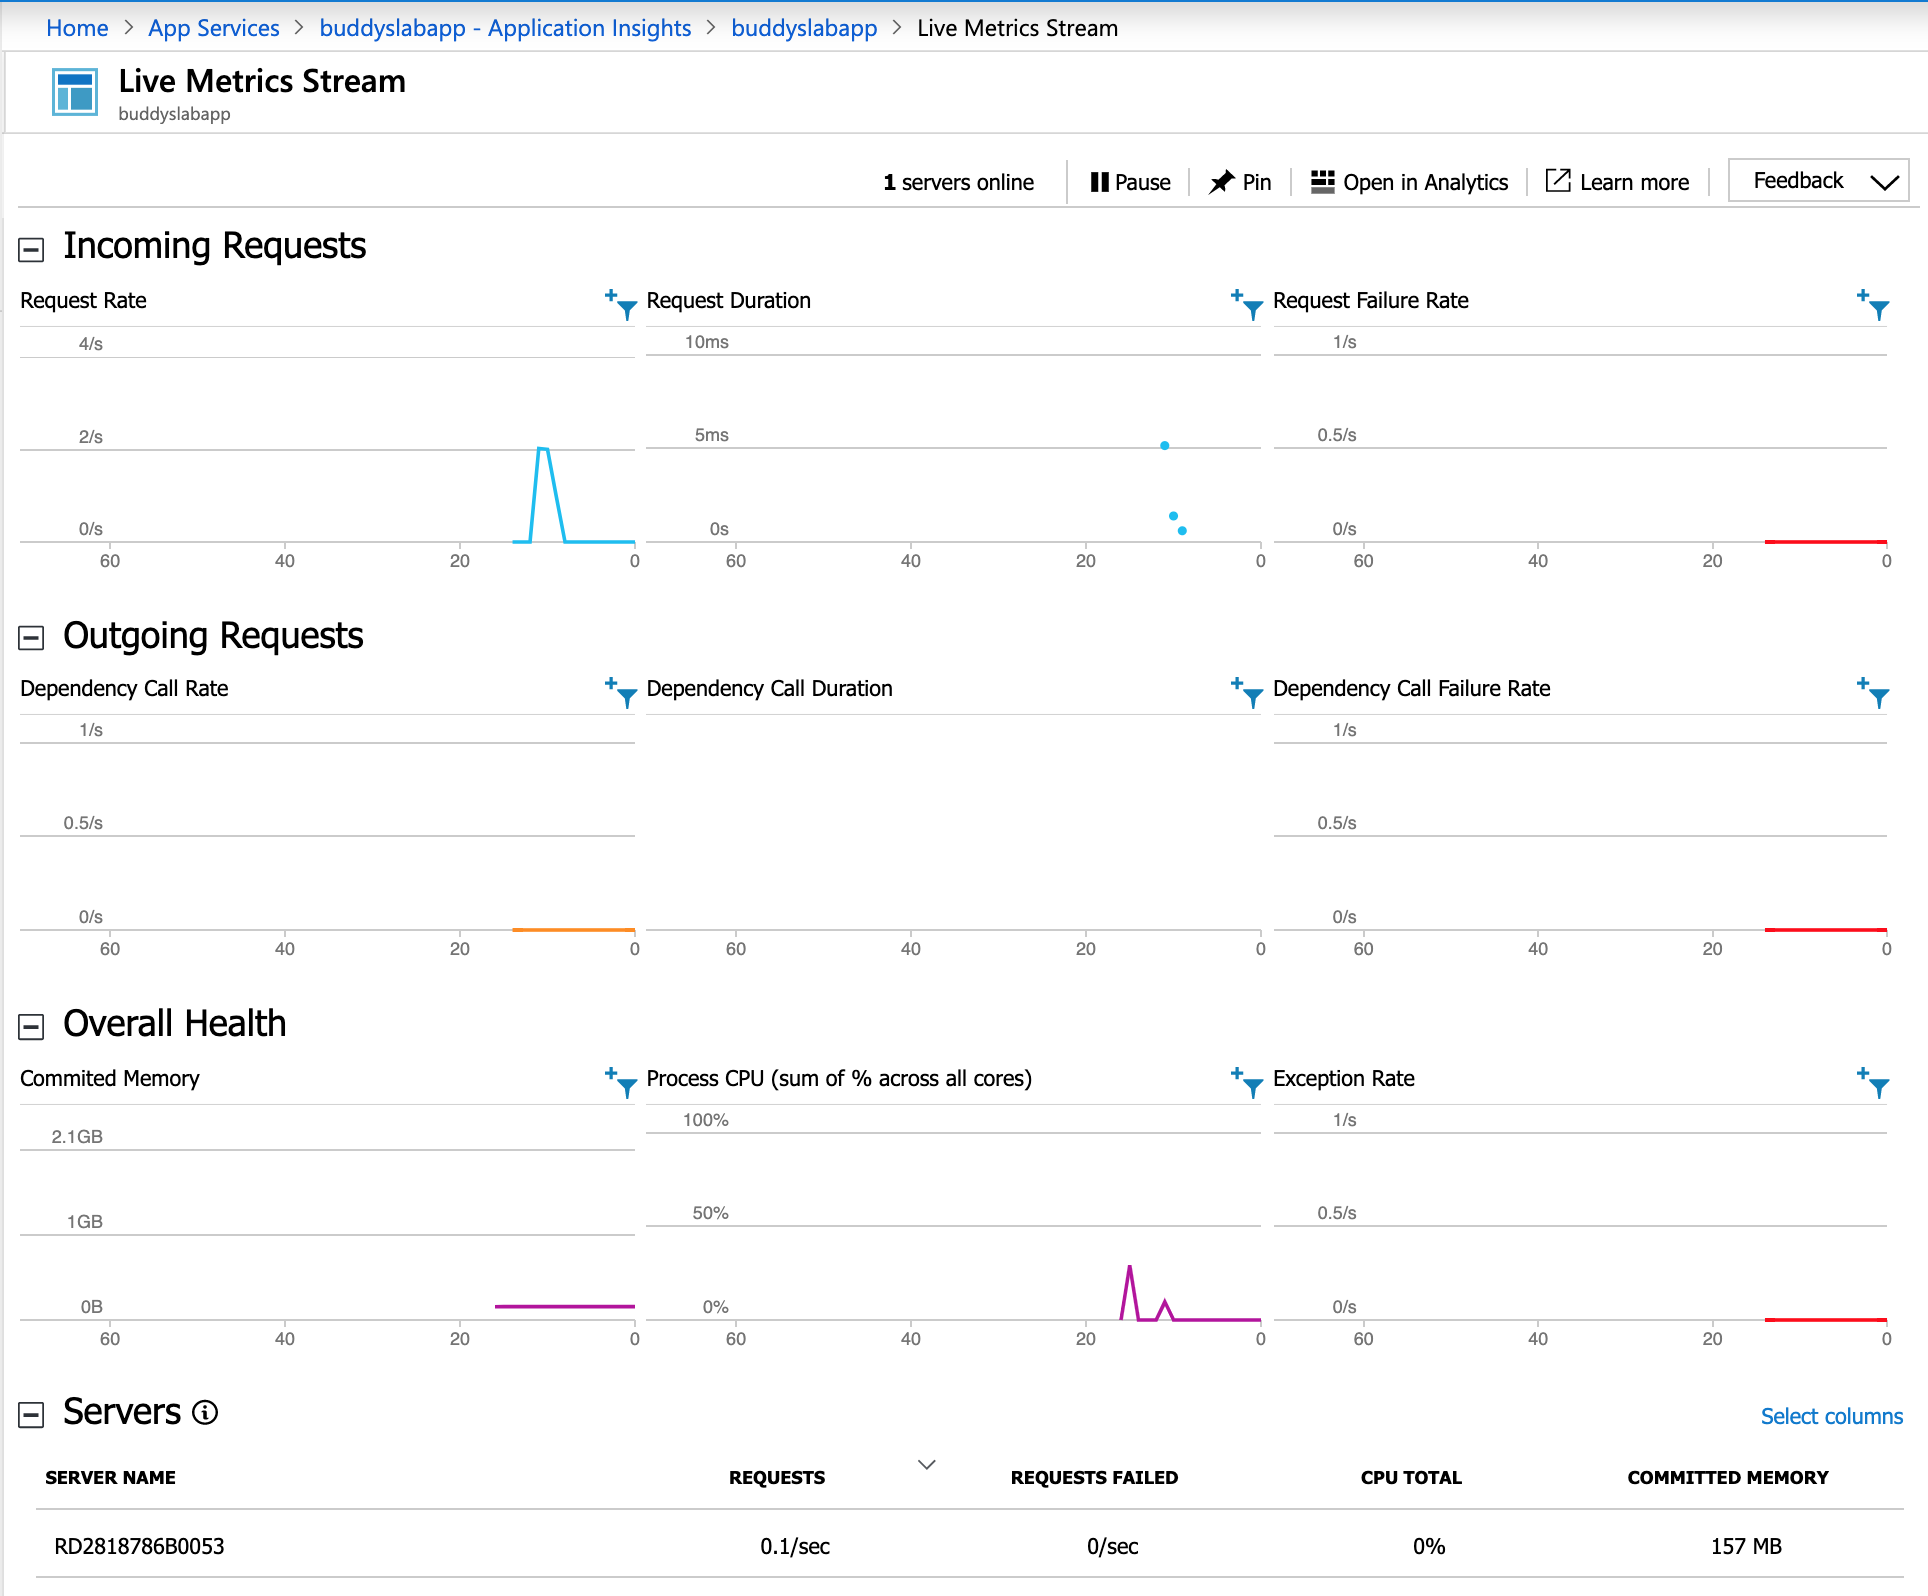 Home > App Services > buddyslabapp - Application Insights > buddyslabapp > Live Metrics Stream
Live Metrics Stream
buddyslabapp
1 servers online Pause Pin Open in Analytics Learn more Feedback
Incoming Requests
Request Rate Request Duration Request Failure Rate
4/s 10ms 1/s
2/s 5ms 0.5/s
0/s 0s 0/s
60 40 20 0 60 40 20 0 60 40 20 0
Outgoing Requests
Dependency Call Rate Dependency Call Duration Dependency Call Failure Rate
1/s 1/s
0.5/s 0.5/s
0/s 0/s
60 40 20 0 60 40 20 0 60 40 20 0
Overall Health
Commited Memory Process CPU (sum of % across all cores) Exception Rate
2.1GB 100% 1/s
1GB 50% 0.5/s
0B 0% 0/s
60 40 20 0 60 40 20 0 60 40 20 0
Servers
Select columns
SERVER NAME REQUESTS REQUESTS FAILED CPU TOTAL COMMITTED MEMORY
RD2818786B0053 0.1/sec 0/sec 0% 157 MB